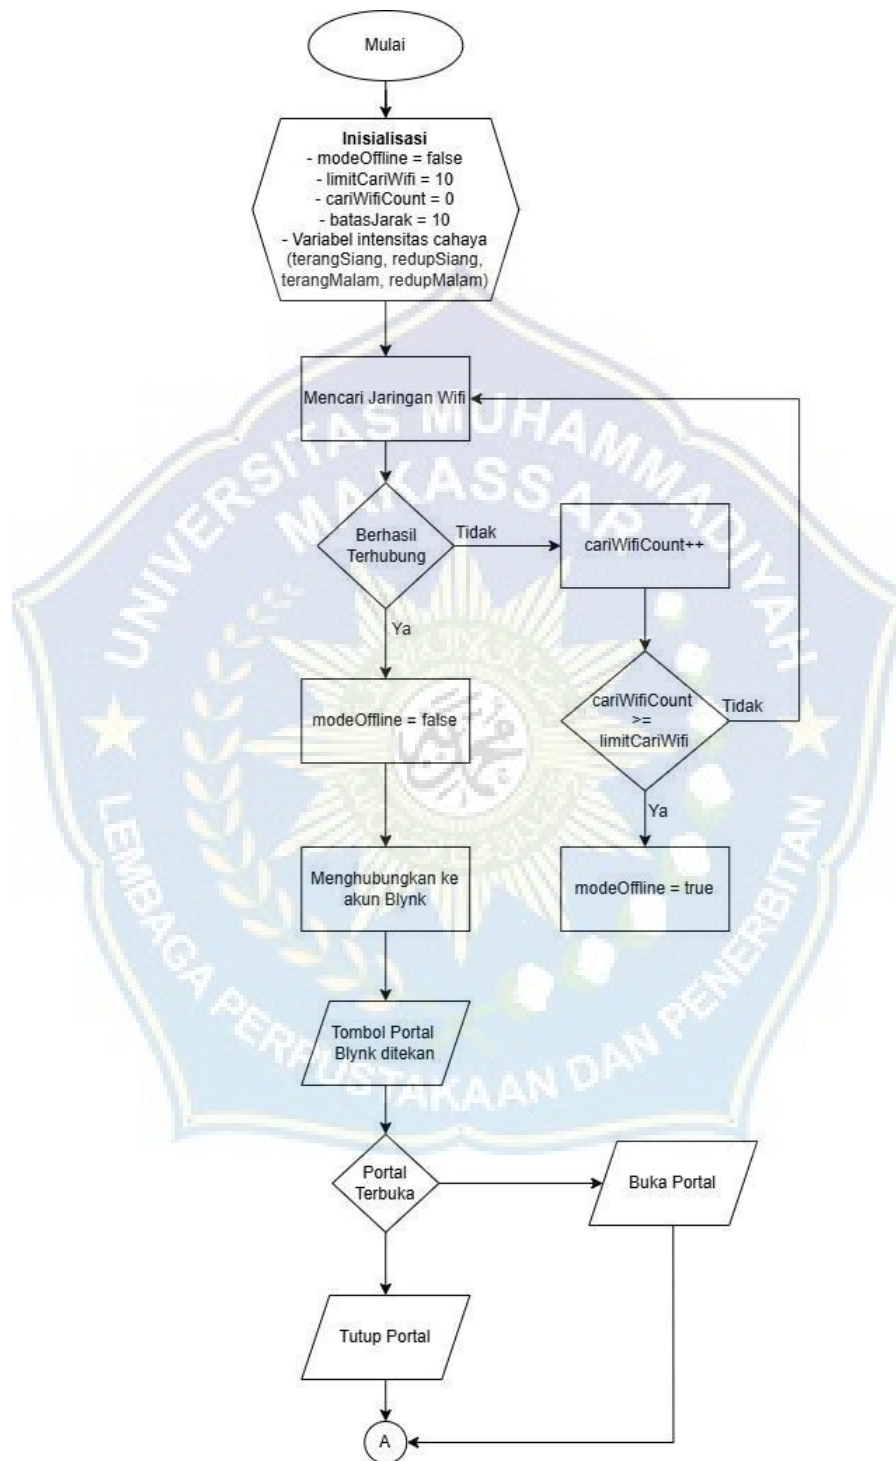 Mulai
Inisialisasi
- modeOffline = false
- limitCariWifi = 10
- cariWifiCount = 0
- batasJarak = 10
- Variabel intensitas cahaya
(terangSiang, redupSiang,
terangMalam, redupMalam)
Mencari Jaringan Wifi
Berhasil
Terhubung
Tidak
cariWifiCount++
Ya
modeOffline = false
cariWifiCount
>=
limitCariWifi
Tidak
Ya
Menghubungkan ke
akun Blynk
modeOffline = true
Tombol Portal
Blynk ditekan
Portal
Terbuka
Buka Portal
Tutup Portal
A
UNIVERSITAS MUHAMMADIYAH
MAKASSAR
LEMBAGA PERPUSTAKAAN DAN PENERBITAN